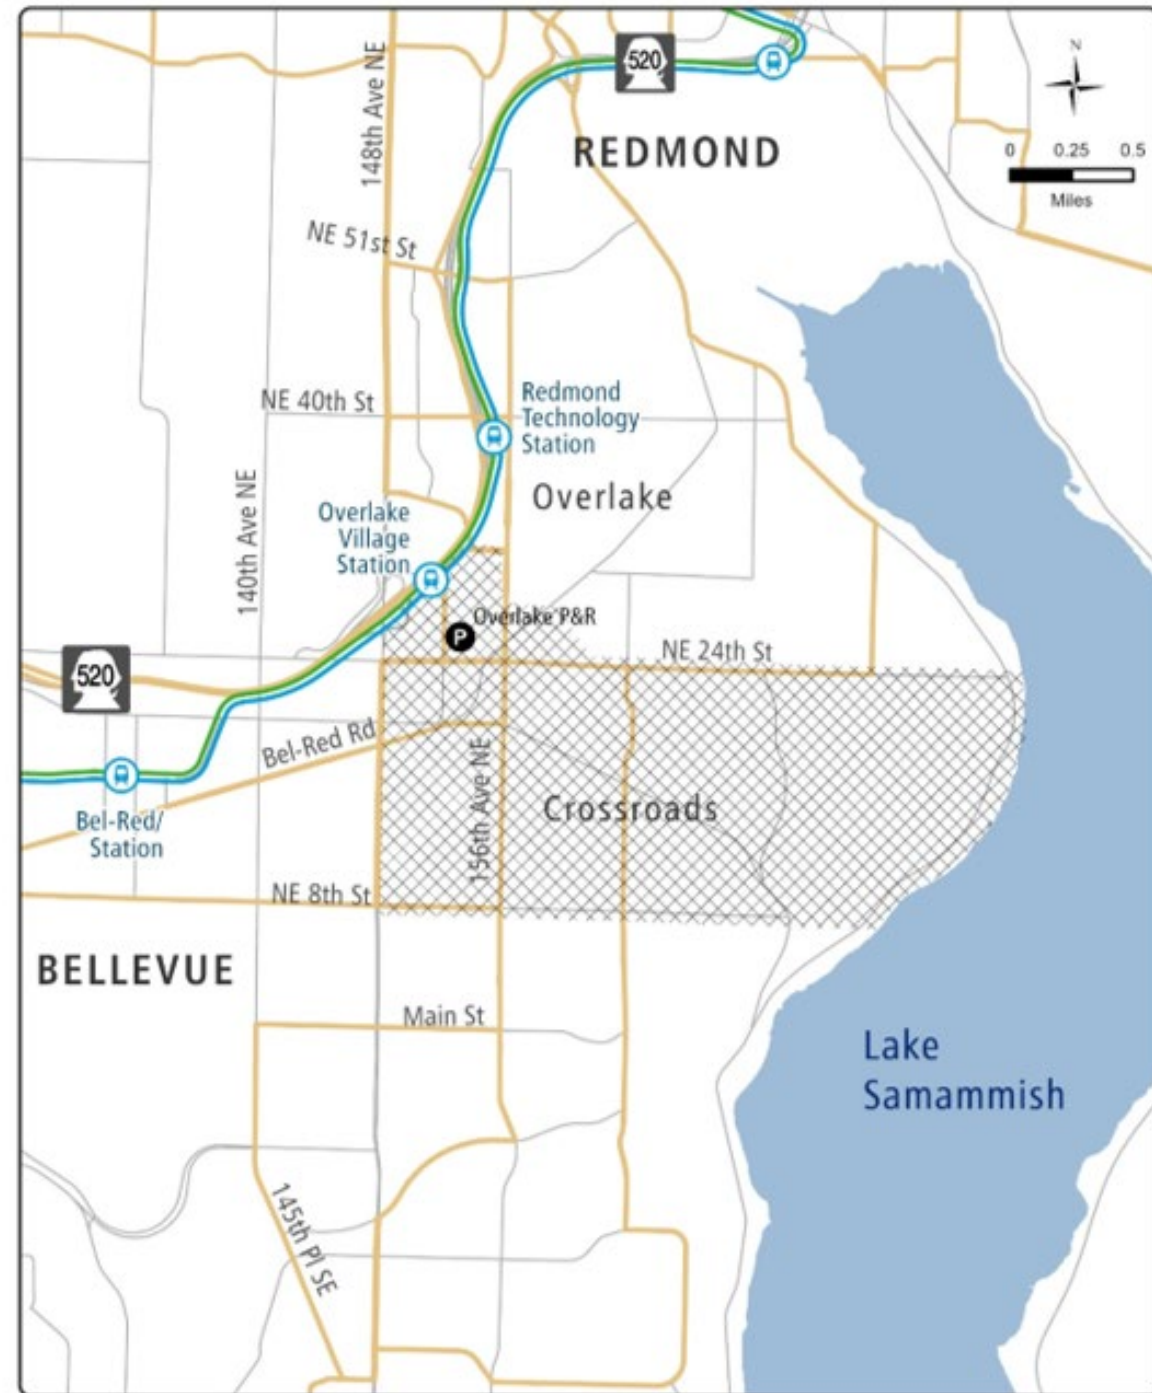 520
N
148th Ave NE
REDMOND
0 0.25 0.5
Miles
NE 51st St
NE 40th St
Redmond
Technology
Station
Overlake
140th Ave NE
Overlake
Village
Station
Overlake P&R
P
NE 24th St
520
Bel-Red Rd
156th Ave NE
Crossroads
Bel-Red/
Station
NE 8th St
BELLEVUE
Main St
Lake
Samammish
145th Pl SE